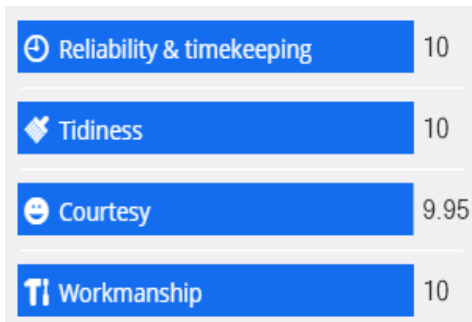 Reliability & timekeeping 10
Tidiness 10
Courtesy 9.95
Workmanship 10